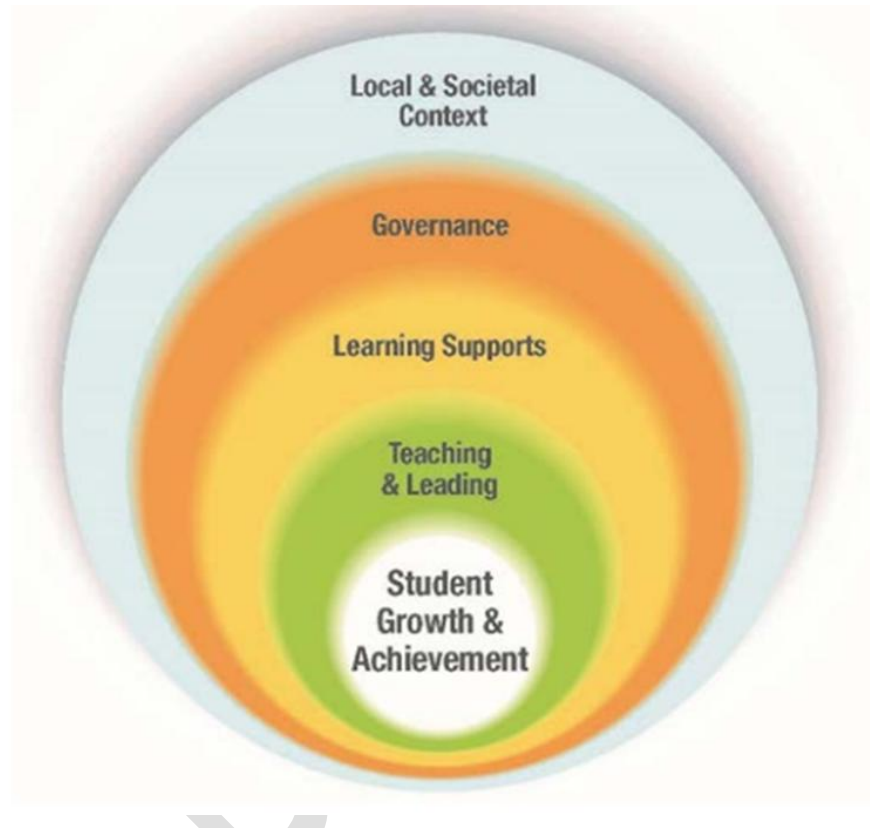 Local & Societal
Context
Governance
Learning Supports
Teaching
& Leading
Student
Growth &
Achievement